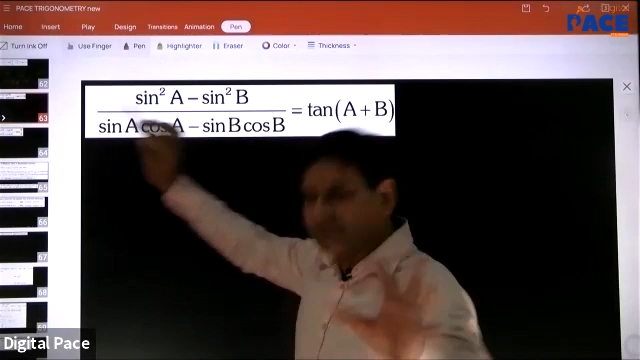 PACE TRIGONOMETRY new
Home Insert Play Design Transitions Animation Pen
Turn Ink Off Use Finger Pen Highlighter Eraser Color Thickness
PACE
62
63
64
65
66
67
68
69
sin² A − sin² B
sin A cos A − sin B cos B
= tan(A + B)
Digital Pace